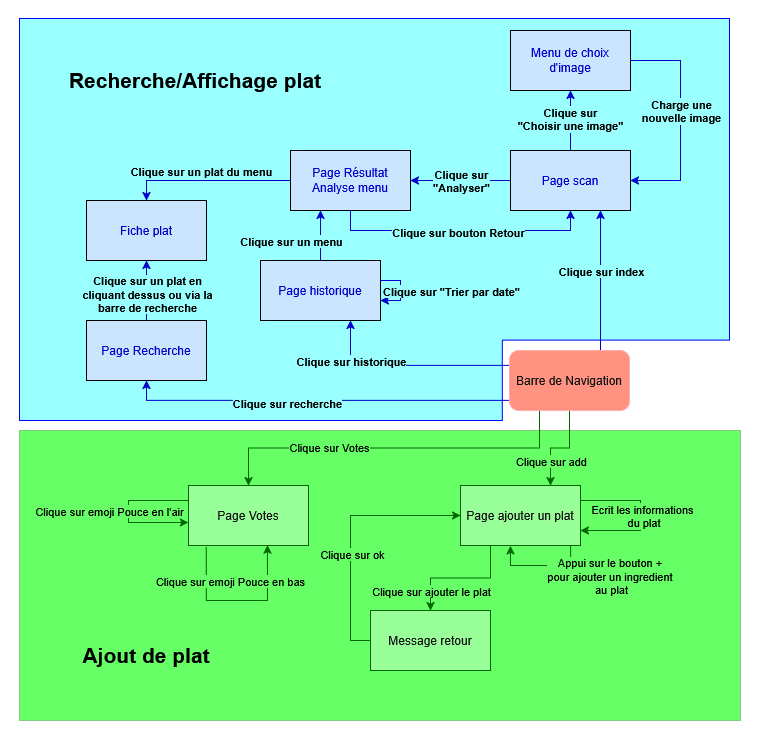 Menu de choix
d'image
Recherche/Affichage plat
Clique sur
"Choisir une image"
Charge une
nouvelle image
Clique sur un plat du menu
Page Résultat
Analyse menu
Clique sur
"Analyser"
Page scan
Fiche plat
Clique sur bouton Retour
Clique sur un menu
Clique sur index
Clique sur un plat en
cliquant dessus ou via la
barre de recherche
Page historique
Clique sur "Trier par date"
Page Recherche
Clique sur historique
Barre de Navigation
Clique sur recherche
Clique sur Votes
Clique sur add
Clique sur emoji Pouce en l'air
Page Votes
Page ajouter un plat
Ecrit les informations
du plat
Clique sur ok
Clique sur emoji Pouce en bas
Appui sur le bouton +
pour ajouter un ingredient
au plat
Clique sur ajouter le plat
Message retour
Ajout de plat